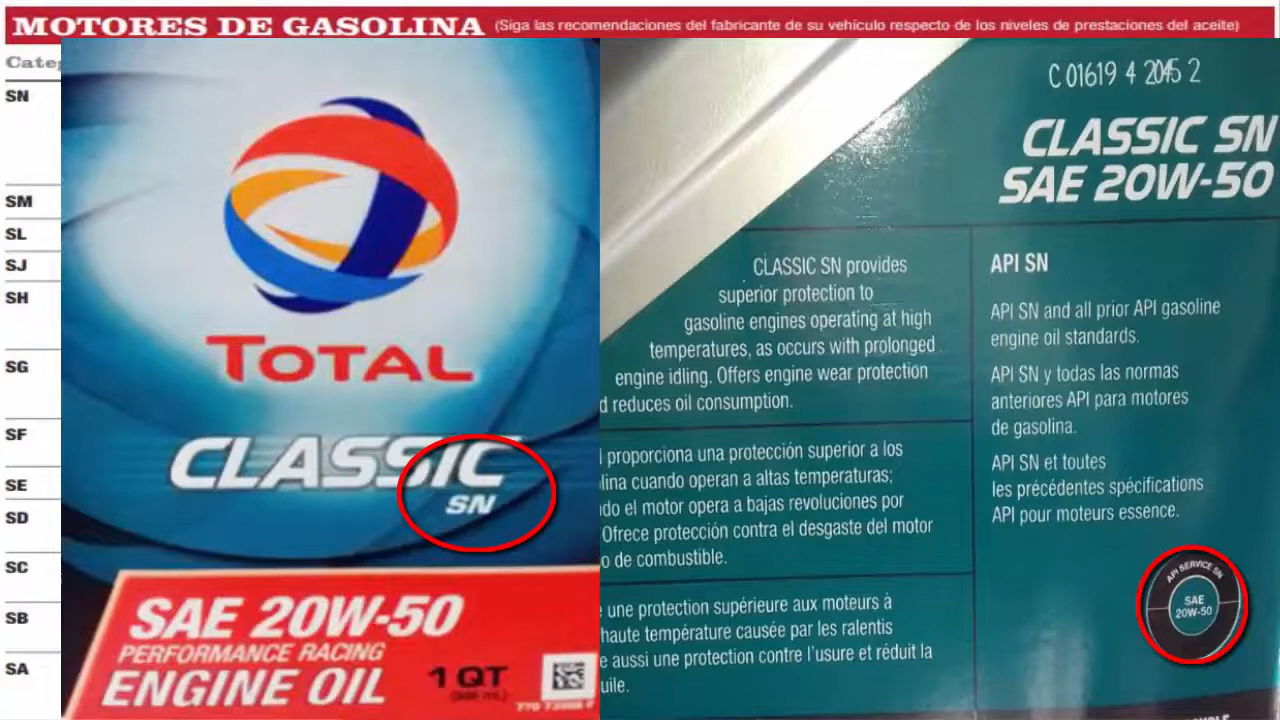 MOTORES DE GASOLINA (Siga las recomendaciones del fabricante de su vehículo respecto de los niveles de prestaciones del aceite)
SN
SM
SL
SJ
SH
SG
SF
SE
SD
SC
SB
SA
TOTAL
CLASSIC
SN
SAE 20W-50
PERFORMANCE RACING
ENGINE OIL
1 QT
C 01619 4 2045 2
CLASSIC SN
SAE 20W-50
CLASSIC SN provides
superior protection to
gasoline engines operating at high
temperatures, as occurs with prolonged
engine idling. Offers engine wear protection
reduces oil consumption.
proporciona una protección superior a los
cuando operan a altas temperaturas;
el motor opera a bajas revoluciones por
Ofrece protección contra el desgaste del motor
o de combustible.
une protection supérieure aux moteurs à
haute température causée par les ralentis
aussi une protection contre l'usure et réduit la
API SN
API SN and all prior API gasoline
engine oil standards.
API SN y todas las normas
anteriores API para motores
de gasolina.
API SN et toutes
les précédentes spécifications
API pour moteurs essence.
API SERVICE SN
SAE
20W-50